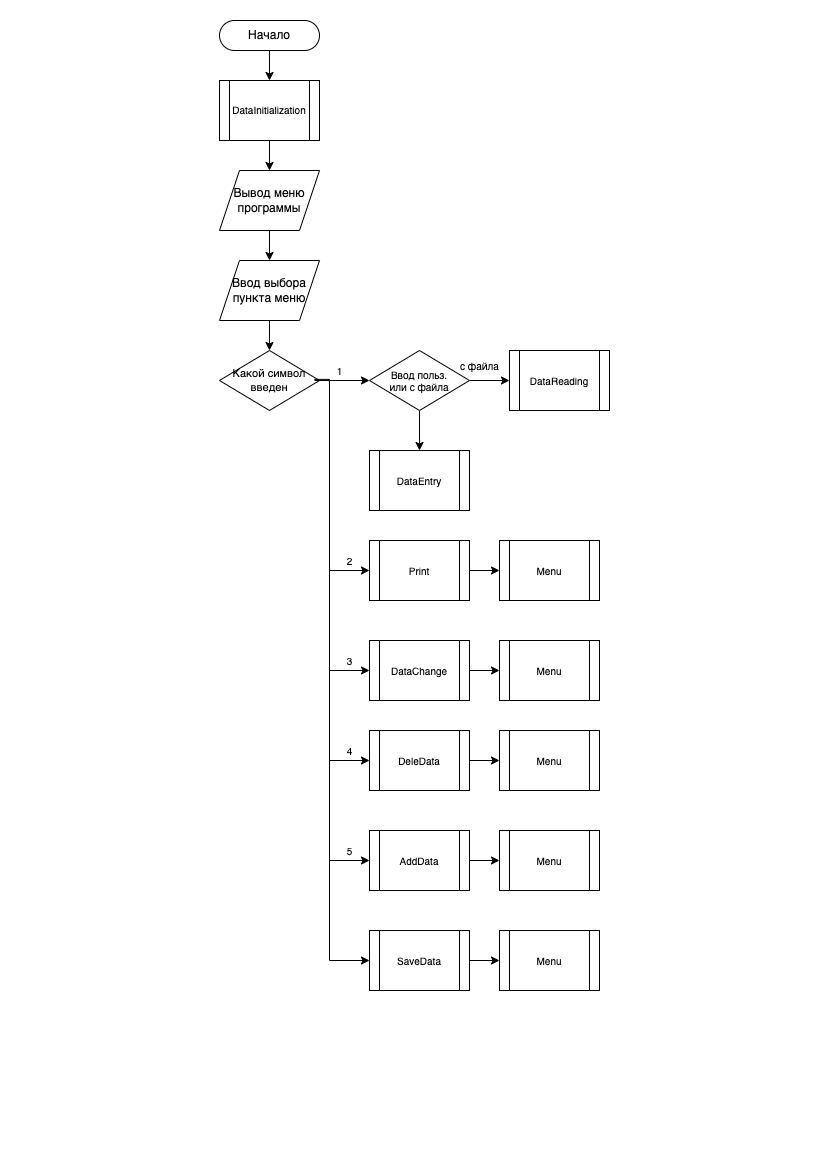 Начало
DataInitialization
Вывод меню
программы
Ввод выбора
пункта меню
Какой символ
введен
1
Ввод польз.
или с файла
с файла
DataReading
DataEntry
2
Print
Menu
3
DataChange
Menu
4
DeleData
Menu
5
AddData
Menu
SaveData
Menu